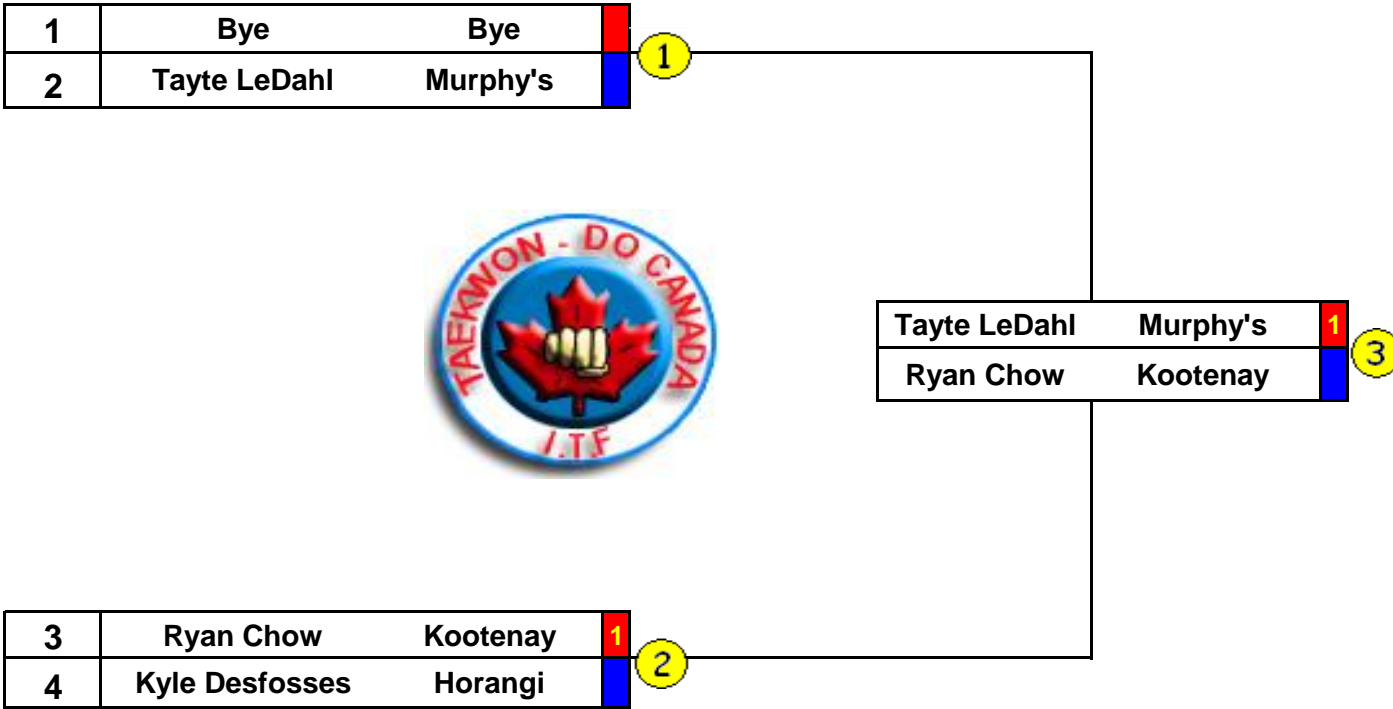 1 Bye Bye
1
2 Tayte LeDahl Murphy's
TAEKWON - DO CANADA
I.T.F
Tayte LeDahl Murphy's 1
3
Ryan Chow Kootenay
3 Ryan Chow Kootenay 1
2
4 Kyle Desfosses Horangi